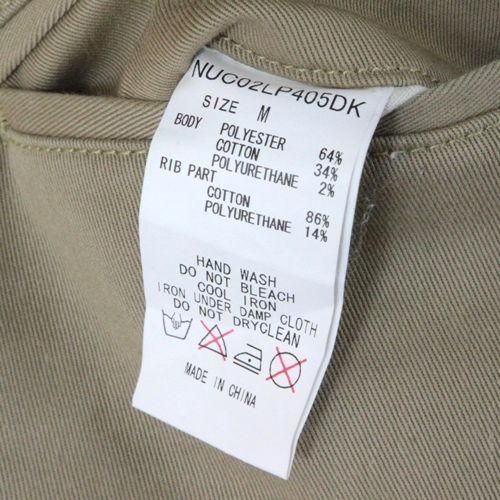 NUC02LP405DK
SIZE M
BODY POLYESTER 64%
COTTON 34%
POLYURETHANE 2%
RIB PART
COTTON 86%
POLYURETHANE 14%
HAND WASH
DO NOT BLEACH
COOL IRON
IRON UNDER DAMP CLOTH
DO NOT DRYCLEAN
MADE IN CHINA